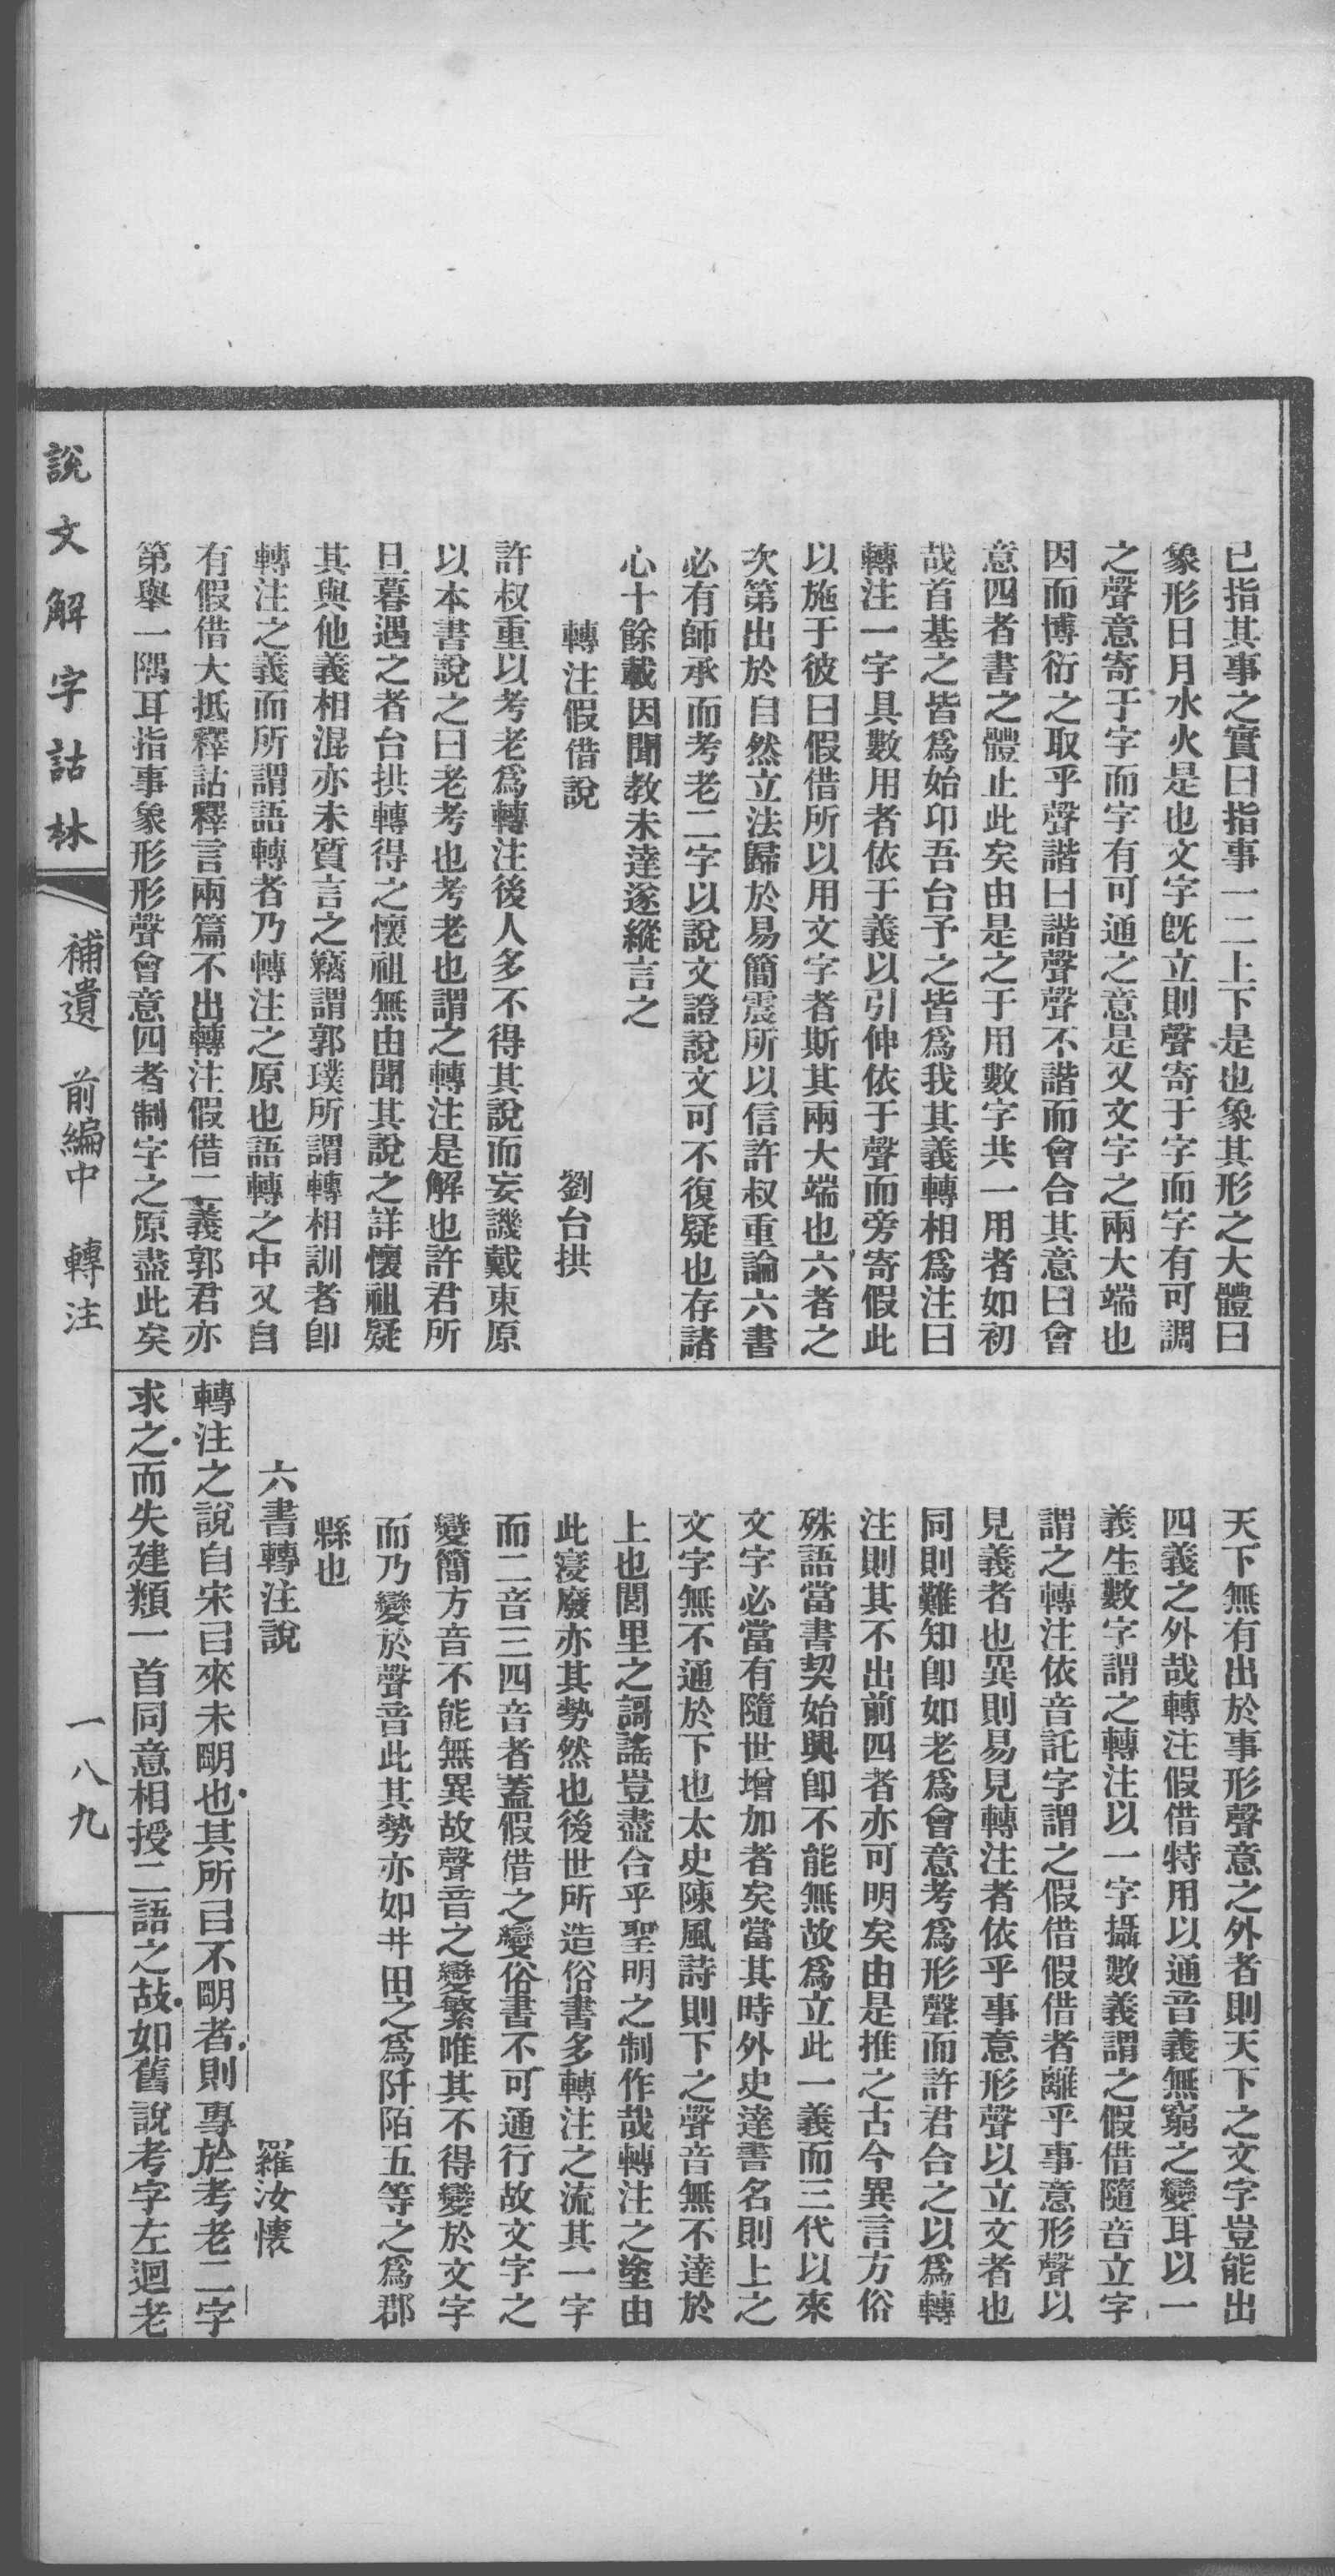 已指其事之實曰指事一二上下是也象其形之大體曰
象形日月水火是也文字旣立則聲寄于字而字有可調
之聲意寄于字而字有可通之意是又文字之兩大端也
因而博衍之取乎聲諧曰諧聲聲不諧而會合其意曰會
意四者書之體止此矣由是之于用數字共一用者如初
哉首基之皆爲始卬吾台予之皆爲我其義轉相爲注曰
轉注一字具數用者依于義以引伸依于聲而旁寄假此
以施于彼曰假借所以用文字者斯其兩大端也六者之
次第出於自然立法歸於易簡震所以信許叔重論六書
必有師承而考老二字以說文證說文可不復疑也存諸
心十餘載因聞教未達遂縱言之
轉注假借說 劉台拱
許叔重以考老爲轉注後人多不得其說而妄譏戴東原
以本書說之曰老考也考老也謂之轉注是解也許君所
旦暮遇之者台拱轉得之懷祖無由聞其說之詳懷祖疑
其與他義相混亦未質言之竊謂郭璞所謂轉相訓者卽
轉注之義而所謂語轉者乃轉注之原也語轉之中又自
有假借大抵釋詁釋言兩篇不出轉注假借二義郭君亦
第舉一隅耳指事象形形聲會意四者制字之原盡此矣
天下無有出於事形聲意之外者則天下之文字豈能出
四義之外哉轉注假借特用以通音義無窮之變耳以一
義生數字謂之轉注以一字攝數義謂之假借隨音立字
謂之轉注依音託字謂之假借假借者離乎事意形聲以
見義者也異則易見轉注者依乎事意形聲以立文者也
同則難知卽如老爲會意考爲形聲而許君合之以爲轉
注則其不出前四者亦可明矣由是推之古今異言方俗
殊語當書契始興卽不能無故爲立此一義而三代以來
文字必當有隨世增加者矣當其時外史達書名則上之
文字無不通於下也太史陳風詩則下之聲音無不達於
上也閭里之謌謠豈盡合乎聖明之制作哉轉注之塗由
此寖廢亦其勢然也後世所造俗書多轉注之流其一字
而二音三四音者蓋假借之變俗書不可通行故文字之
變簡方音不能無異故聲音之變繁唯其不得變於文字
而乃變於聲音此其勢亦如井田之爲阡陌五等之爲郡
縣也
六書轉注說 羅汝懷
轉注之說自宋㠯來未朙也其所㠯不朙者則專於考老二字
求之而失建類一首同意相授二語之故如舊說考字左迴老
說文解字詁林 補遺 前編中 轉注 一八九